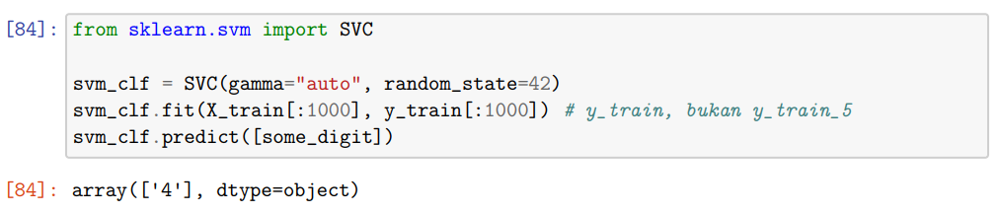 [84]: from sklearn.svm import SVC
svm_clf = SVC(gamma="auto", random_state=42)
svm_clf.fit(X_train[:1000], y_train[:1000]) # y_train, bukan y_train_5
svm_clf.predict([some_digit])
[84]: array(['4'], dtype=object)